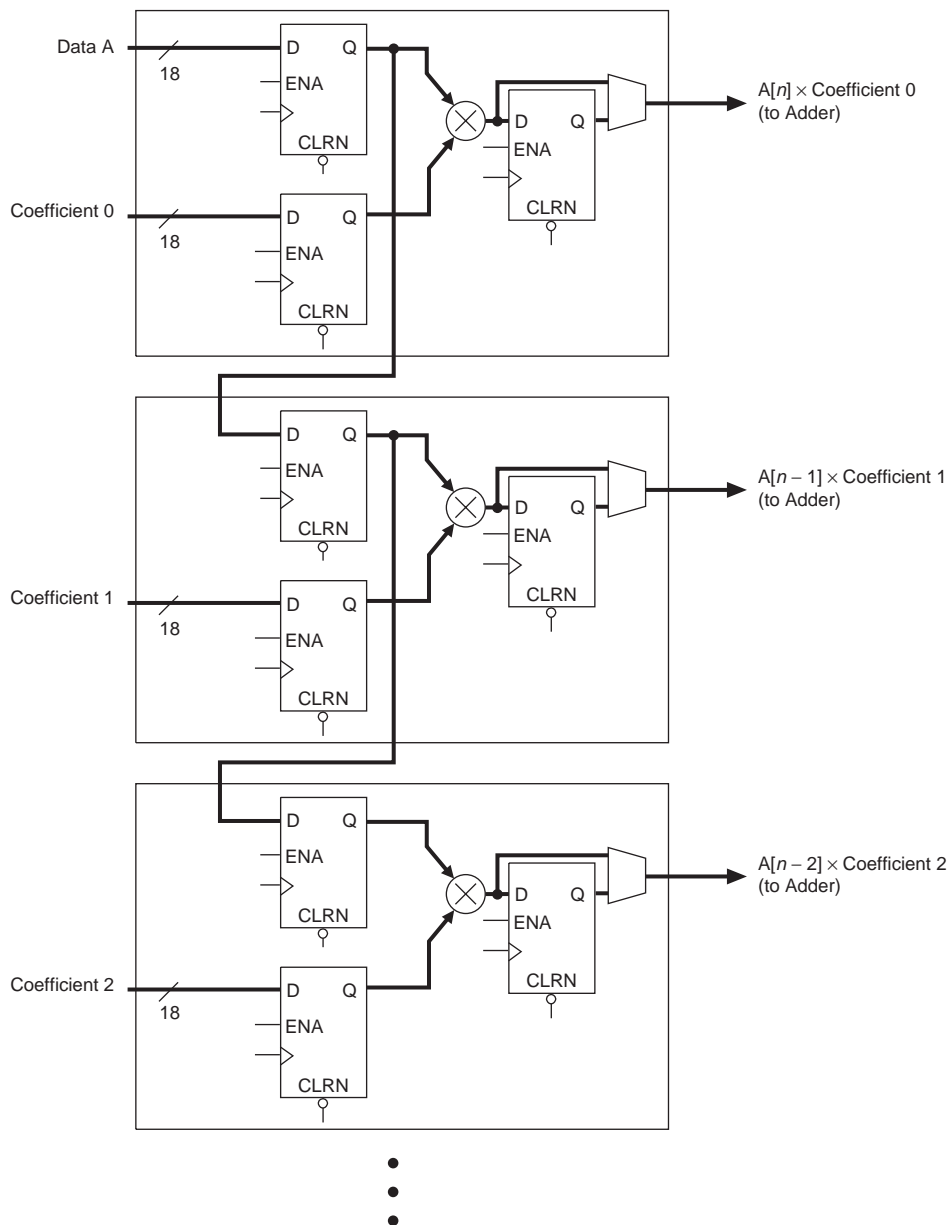 Data A
18
D Q
ENA
CLRN
A[n] × Coefficient 0
(to Adder)
D Q
ENA
CLRN
Coefficient 0
18
D Q
ENA
CLRN
D Q
ENA
CLRN
A[n – 1] × Coefficient 1
(to Adder)
D Q
ENA
CLRN
Coefficient 1
18
D Q
ENA
CLRN
D Q
ENA
CLRN
A[n – 2] × Coefficient 2
(to Adder)
D Q
ENA
CLRN
Coefficient 2
18
D Q
ENA
CLRN